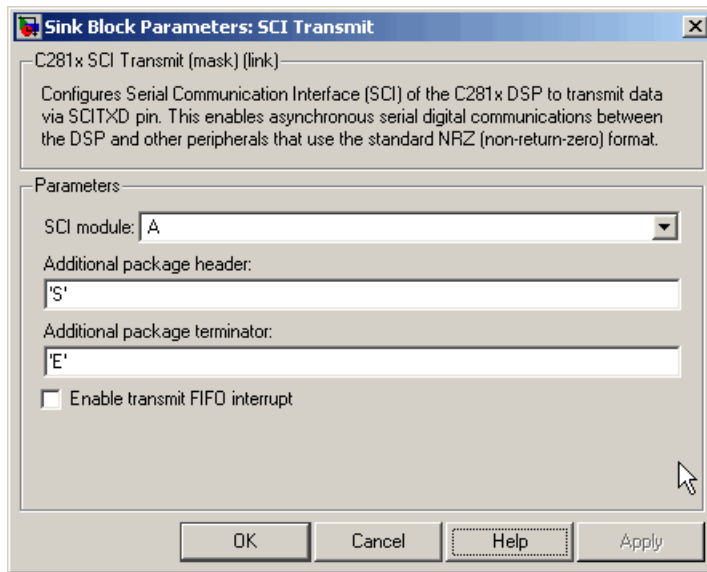 Sink Block Parameters: SCI Transmit
C281x SCI Transmit (mask) (link)
Configures Serial Communication Interface (SCI) of the C281x DSP to transmit data
via SCITXD pin. This enables asynchronous serial digital communications between
the DSP and other peripherals that use the standard NRZ (non-return-zero) format.
Parameters
SCI module: A
Additional package header:
'S'
Additional package terminator:
'E'
Enable transmit FIFO interrupt
OK Cancel Help Apply